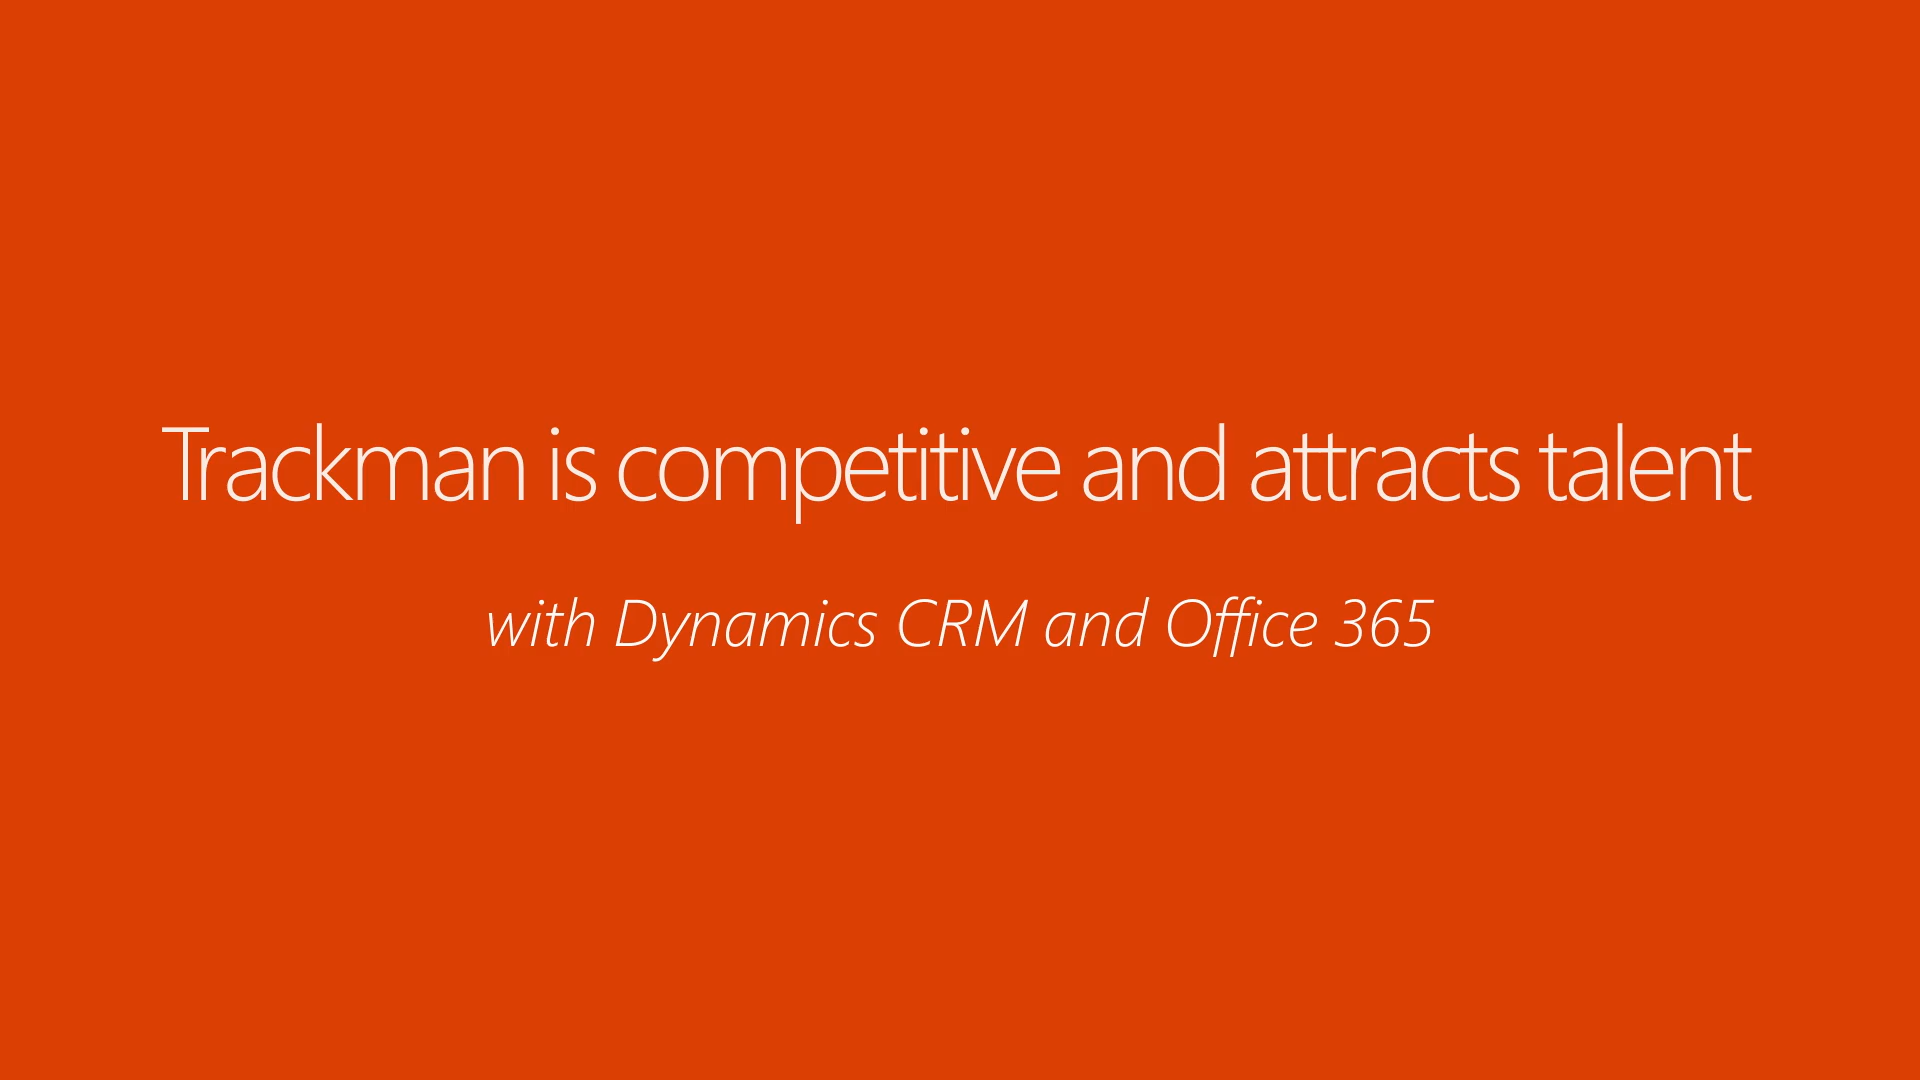 Trackman is competitive and attracts talent
with Dynamics CRM and Office 365